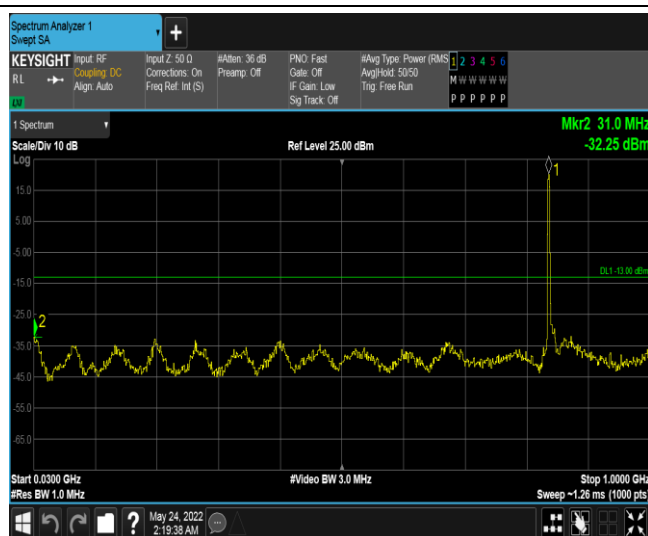 Spectrum Analyzer 1
Swept SA
+
KEYSIGHT
RL
LXI
Input: RF
Coupling: DC
Align: Auto
Input Z: 50 Ω
Corrections: On
Freq Ref: Int (S)
#Atten: 36 dB
Preamp: Off
PNO: Fast
Gate: Off
IF Gain: Low
Sig Track: Off
#Avg Type: Power (RMS
Avg|Hold: 50/50
Trig: Free Run
1 2 3 4 5 6
M W W W W W
P P P P P P
1 Spectrum
Mkr2 31.0 MHz
Scale/Div 10 dB
Ref Level 25.00 dBm
-32.25 dBm
Log
1
15.0
5.00
-5.00
DL1 -13.00 dBm
-15.0
-25.0
2
-35.0
-45.0
-55.0
-65.0
Start 0.0300 GHz
#Video BW 3.0 MHz
Stop 1.0000 GHz
#Res BW 1.0 MHz
Sweep ~1.26 ms (1000 pts)
?
May 24, 2022
2:19:38 AM